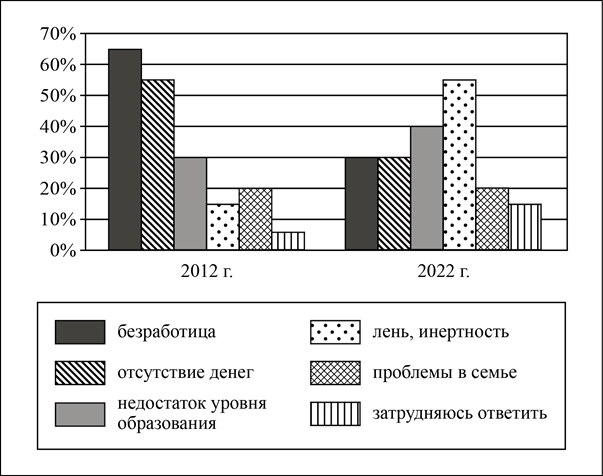 70%
60%
50%
40%
30%
20%
10%
0%
2012 г.
2022 г.
безработица
отсутствие денег
недостаток уровня
образования
лень, инертность
проблемы в семье
затрудняюсь ответить